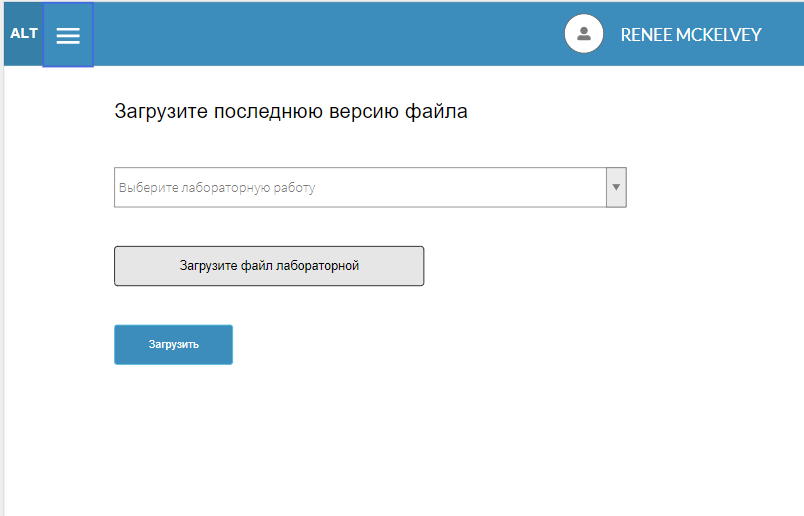 ALT
RENEE MCKELVEY
Загрузите последнюю версию файла
Выберите лабораторную работу
Загрузите файл лабораторной
Загрузить